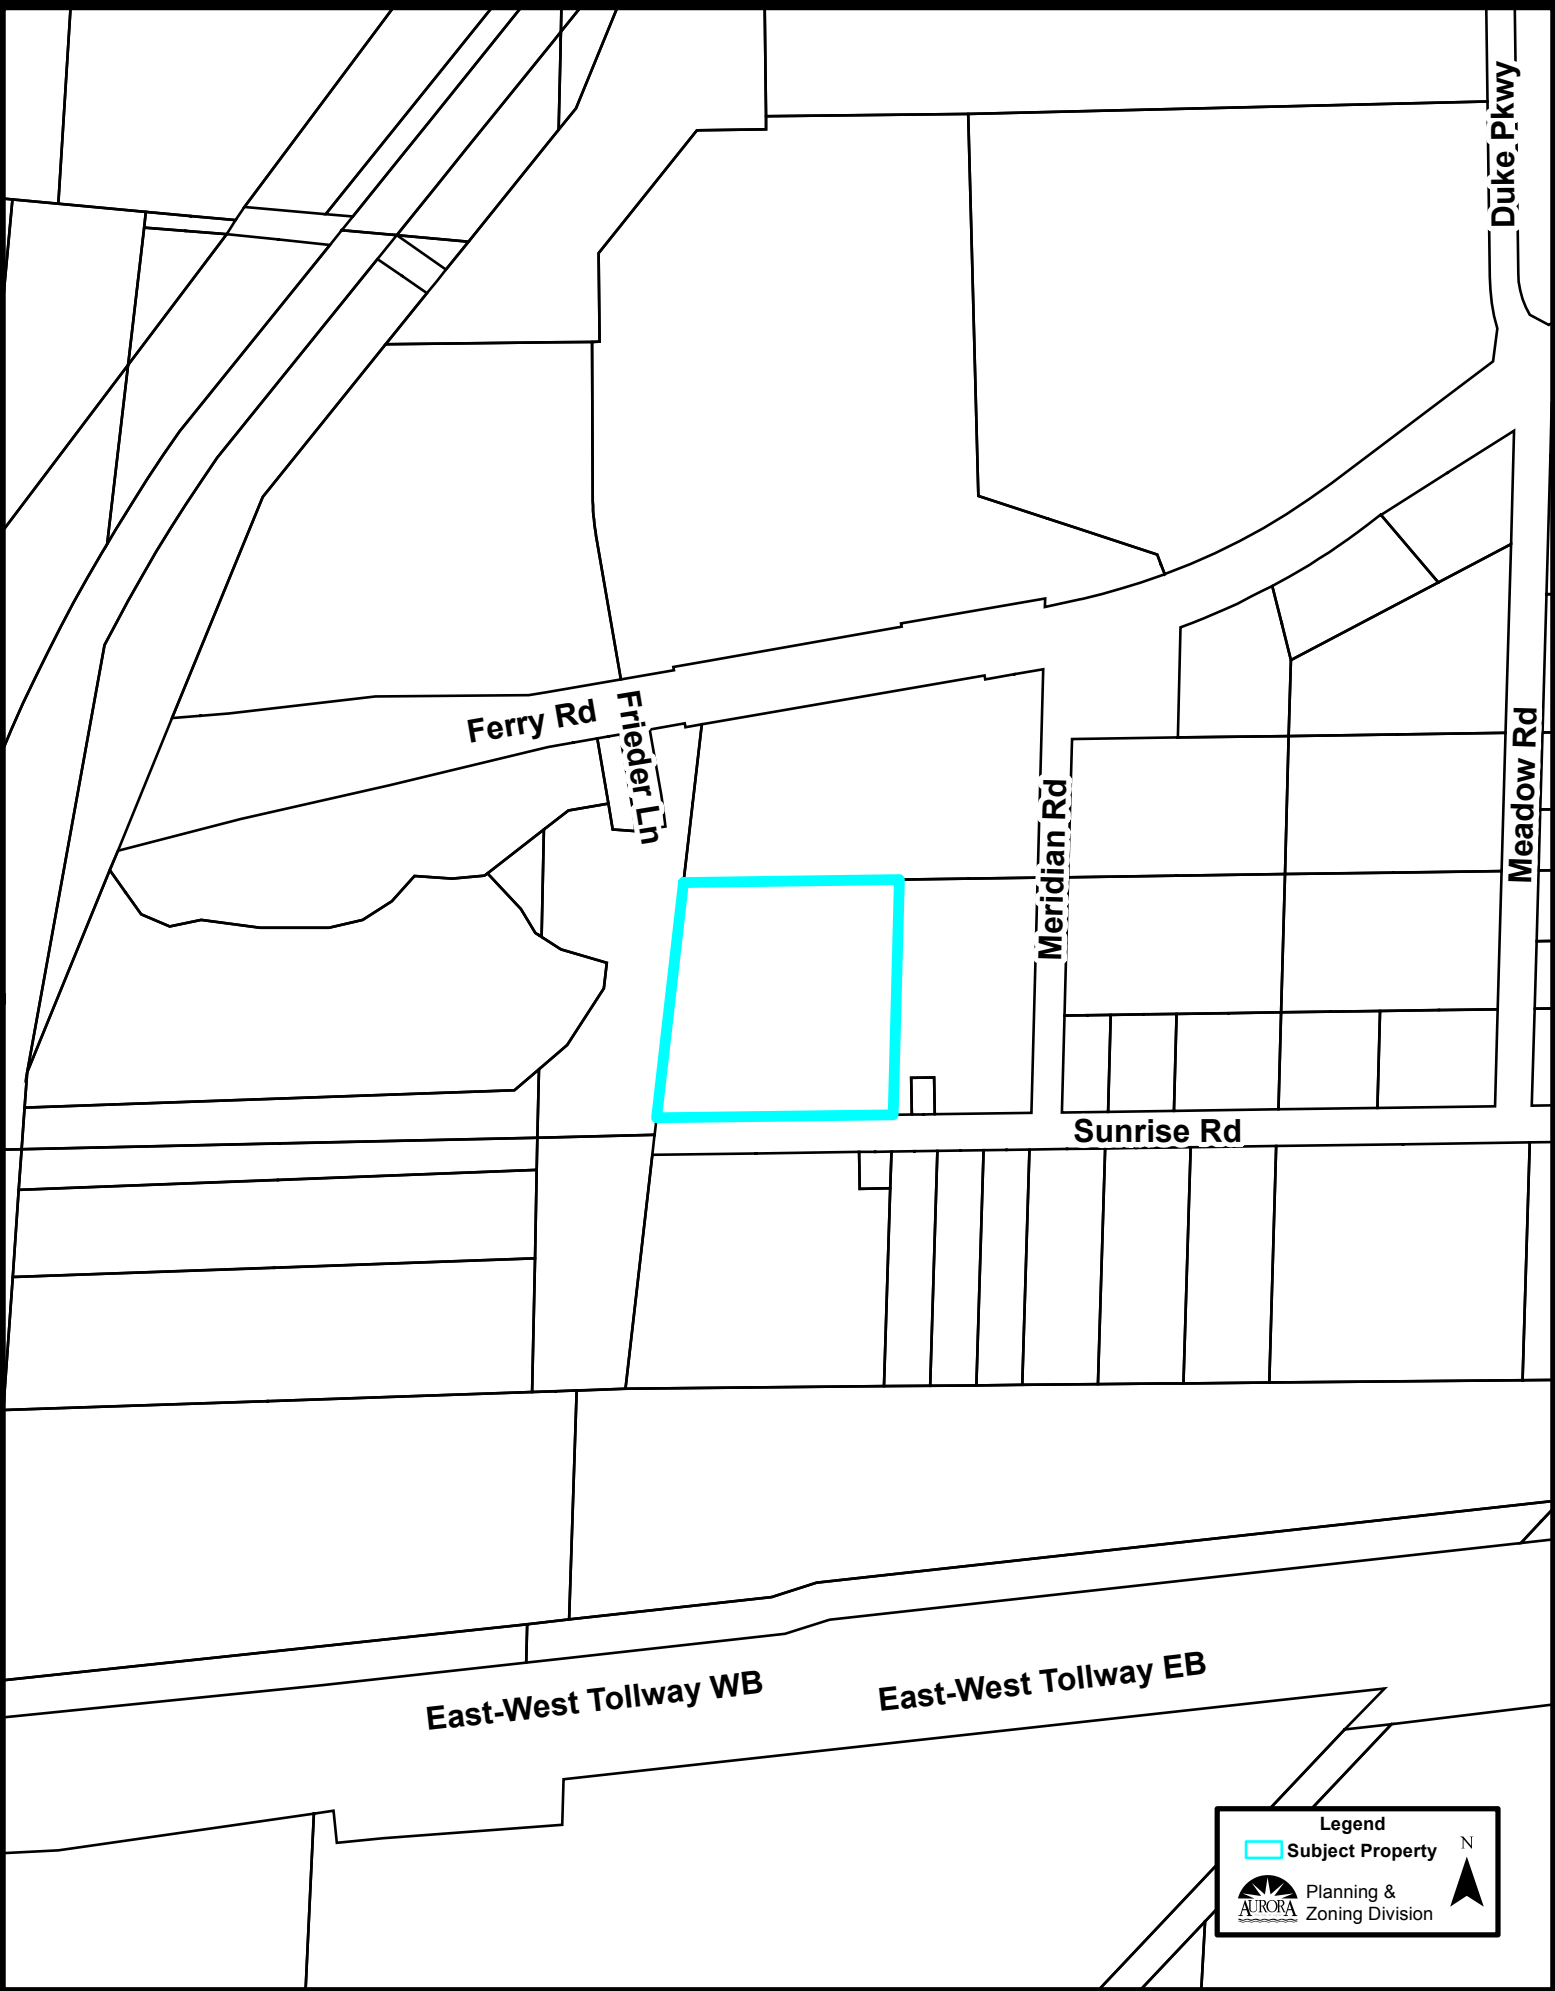 Duke Pkwy
Ferry Rd
Frieder Ln
Meridian Rd
Meadow Rd
Sunrise Rd
East-West Tollway WB
East-West Tollway EB
Legend
Subject Property
N
AURORA
Planning &
Zoning Division